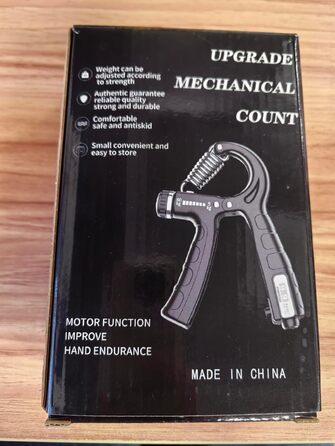 UPGRADE
MECHANICAL
COUNT
Weight can be
adjusted according
to strength
Authentic guarantee
reliable quality
strong and durable
Comfortable
safe and antiskid
Small convenient and
easy to store
MOTOR FUNCTION
IMPROVE
HAND ENDURANCE
MADE IN CHINA